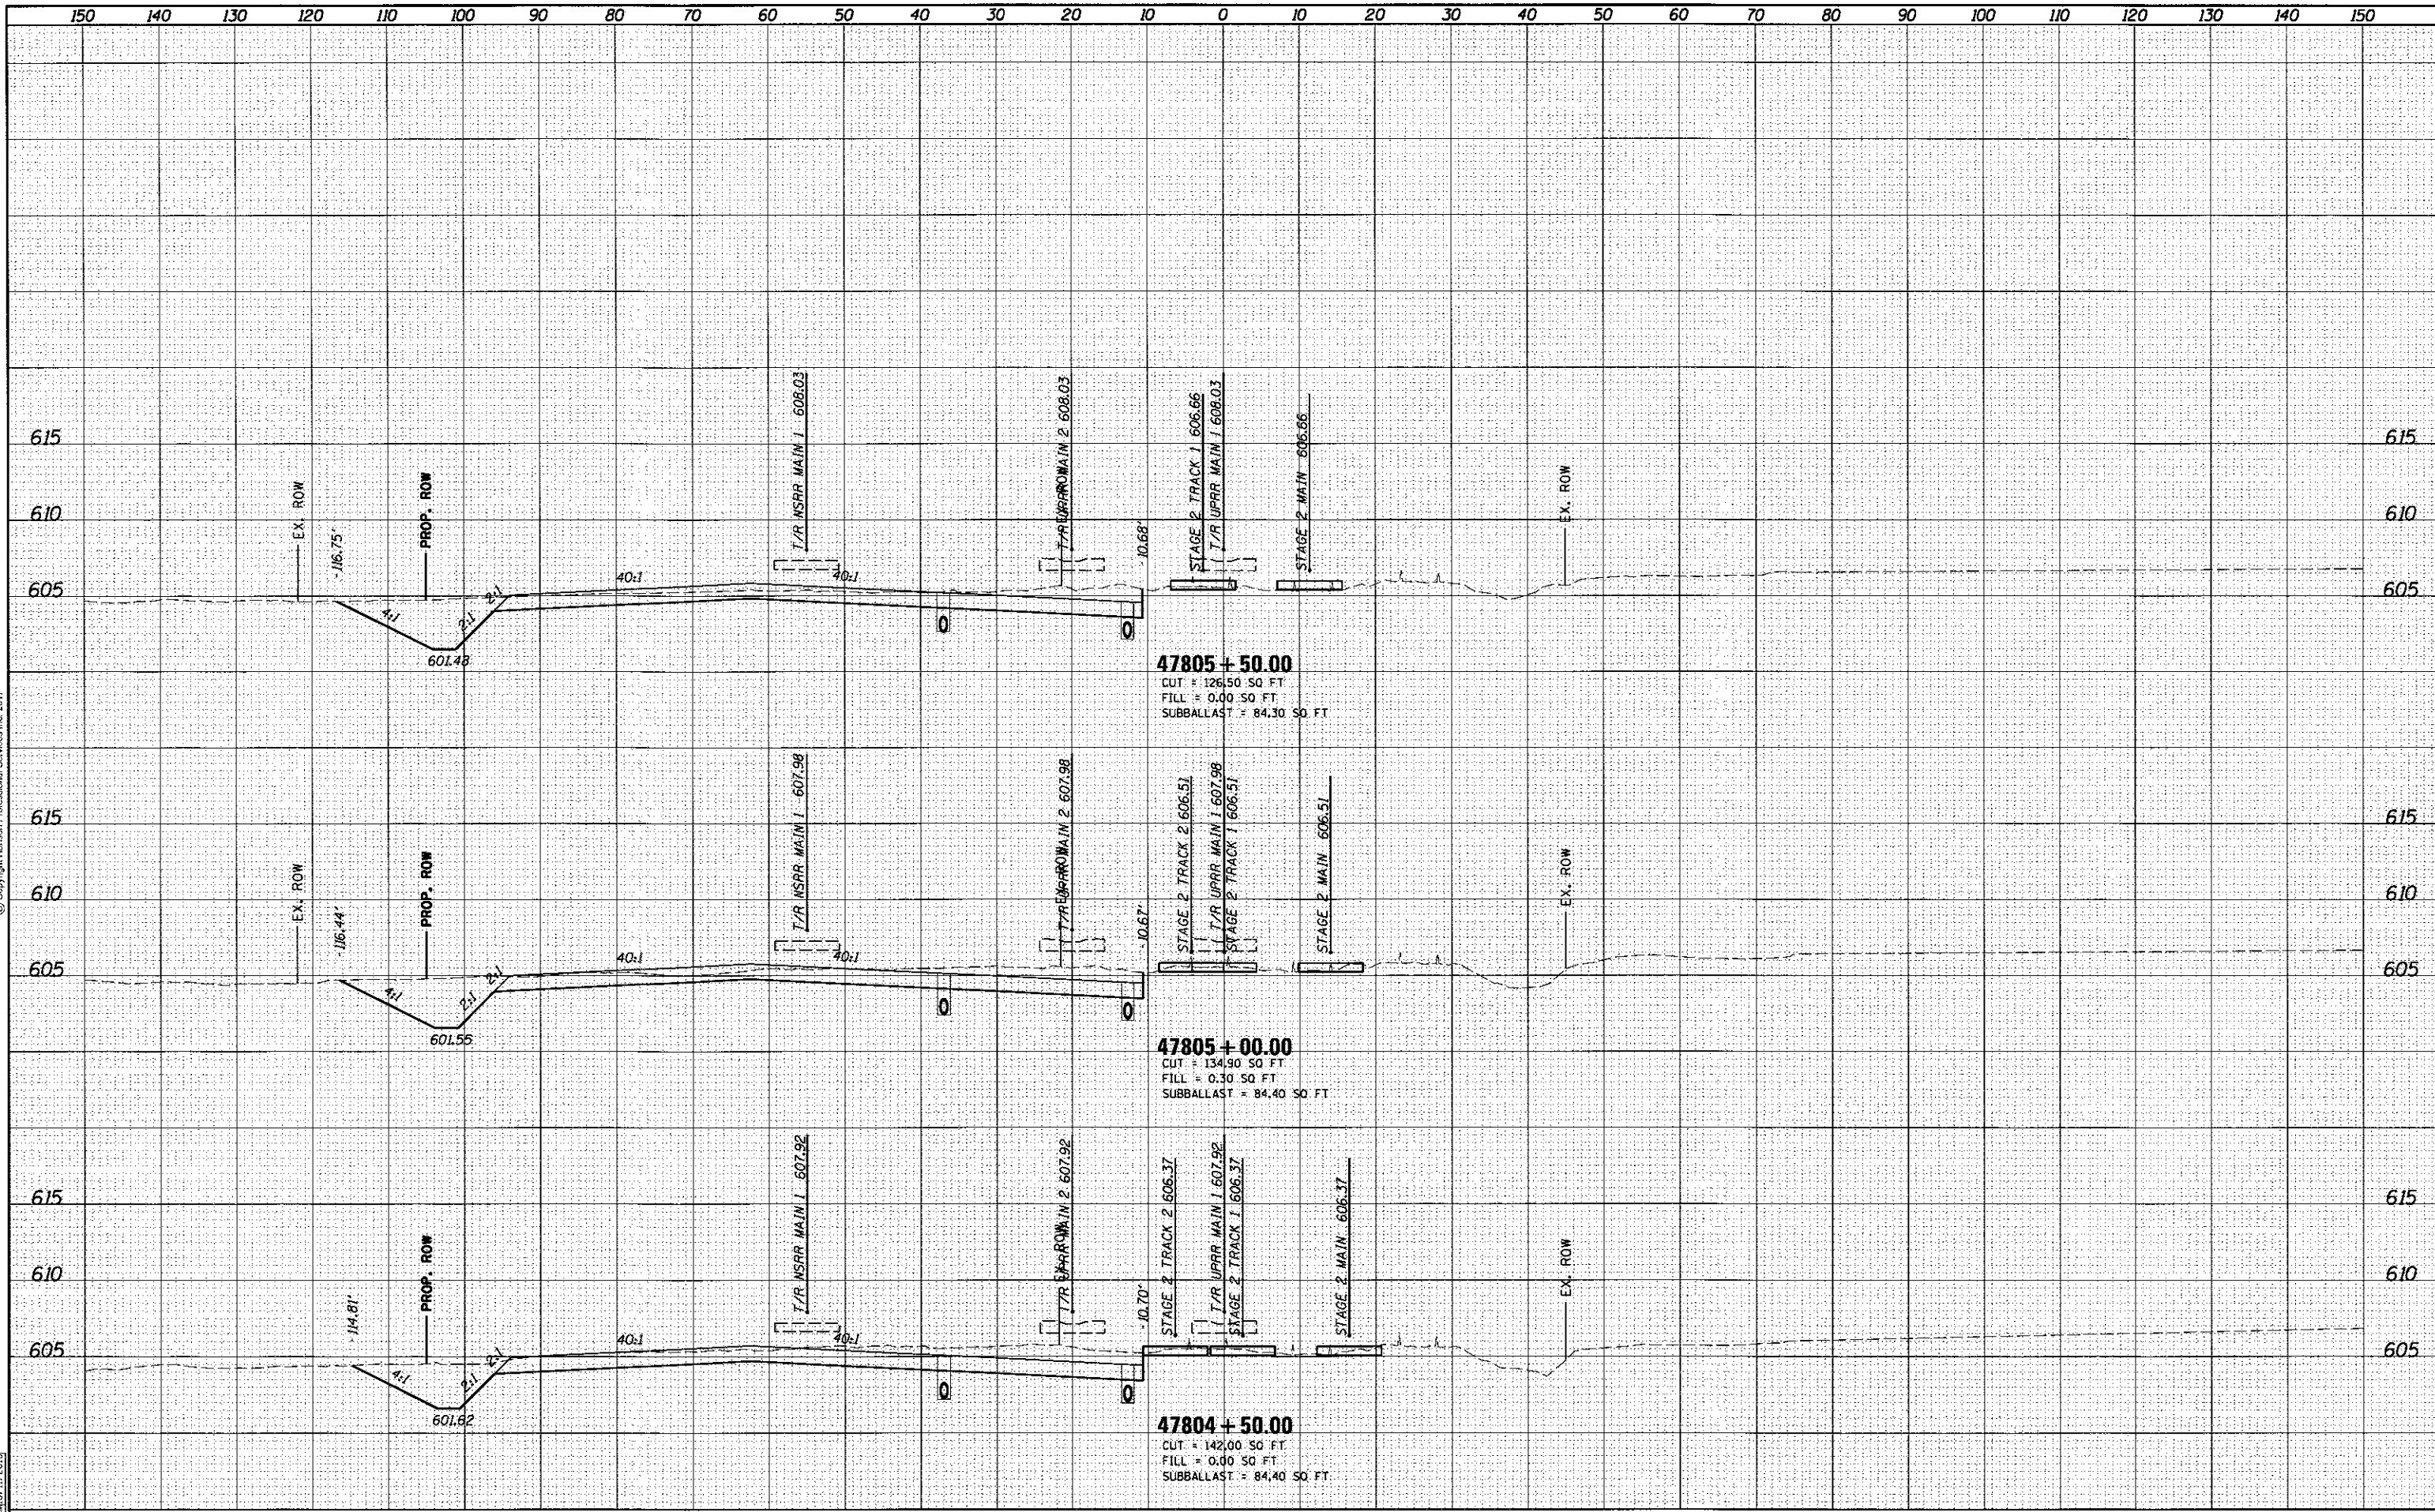 150 140 130 120 110 100 90 80 70 60 50 40 30 20 10 0 10 20 30 40 50 60 70 80 90 100 110 120 130 140 150
T/R NSRR MAIN 1 608.03
T/R UPRR MAIN 2 608.03
EX. ROW
STAGE 2 TRACK 1 606.66
T/R UPRR MAIN 1 608.03
STAGE 2 MAIN 606.66
615 615
610 610
605 605
EX. ROW
-116.75'
PROP. ROW
-10.68'
EX. ROW
4:1
2:1
2:1
40:1
40:1
601.48
47805+50.00
CUT = 126.50 SQ FT
FILL = 0.00 SQ FT
SUBBALLAST = 84.30 SQ FT
T/R NSRR MAIN 1 607.98
T/R UPRR MAIN 2 607.98
EX. ROW
STAGE 2 TRACK 2 606.51
T/R UPRR MAIN 1 607.98
STAGE 2 TRACK 1 606.51
STAGE 2 MAIN 606.51
615 615
610 610
605 605
EX. ROW
-116.44'
PROP. ROW
-10.67'
EX. ROW
4:1
2:1
2:1
40:1
40:1
601.55
47805+00.00
CUT = 134.90 SQ FT
FILL = 0.30 SQ FT
SUBBALLAST = 84.40 SQ FT
T/R NSRR MAIN 1 607.92
T/R UPRR MAIN 2 607.92
EX. ROW
STAGE 2 TRACK 2 606.37
T/R UPRR MAIN 1 607.92
STAGE 2 TRACK 1 606.37
STAGE 2 MAIN 606.37
615 615
610 610
605 605
-114.81'
PROP. ROW
-10.70'
EX. ROW
4:1
2:1
2:1
40:1
40:1
601.62
47804+50.00
CUT = 142.00 SQ FT
FILL = 0.00 SQ FT
SUBBALLAST = 84.40 SQ FT